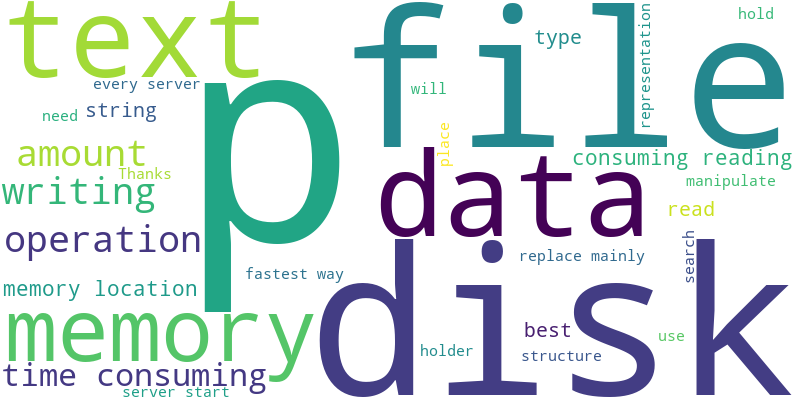 text
file
hold
type
representation
every server
will
need
string
p
place
amount
Thanks
consuming reading
writing
data
manipulate
read
operation
search
replace mainly
fastest way
memory location
disk
memory
best
use
holder
structure
time consuming
server start